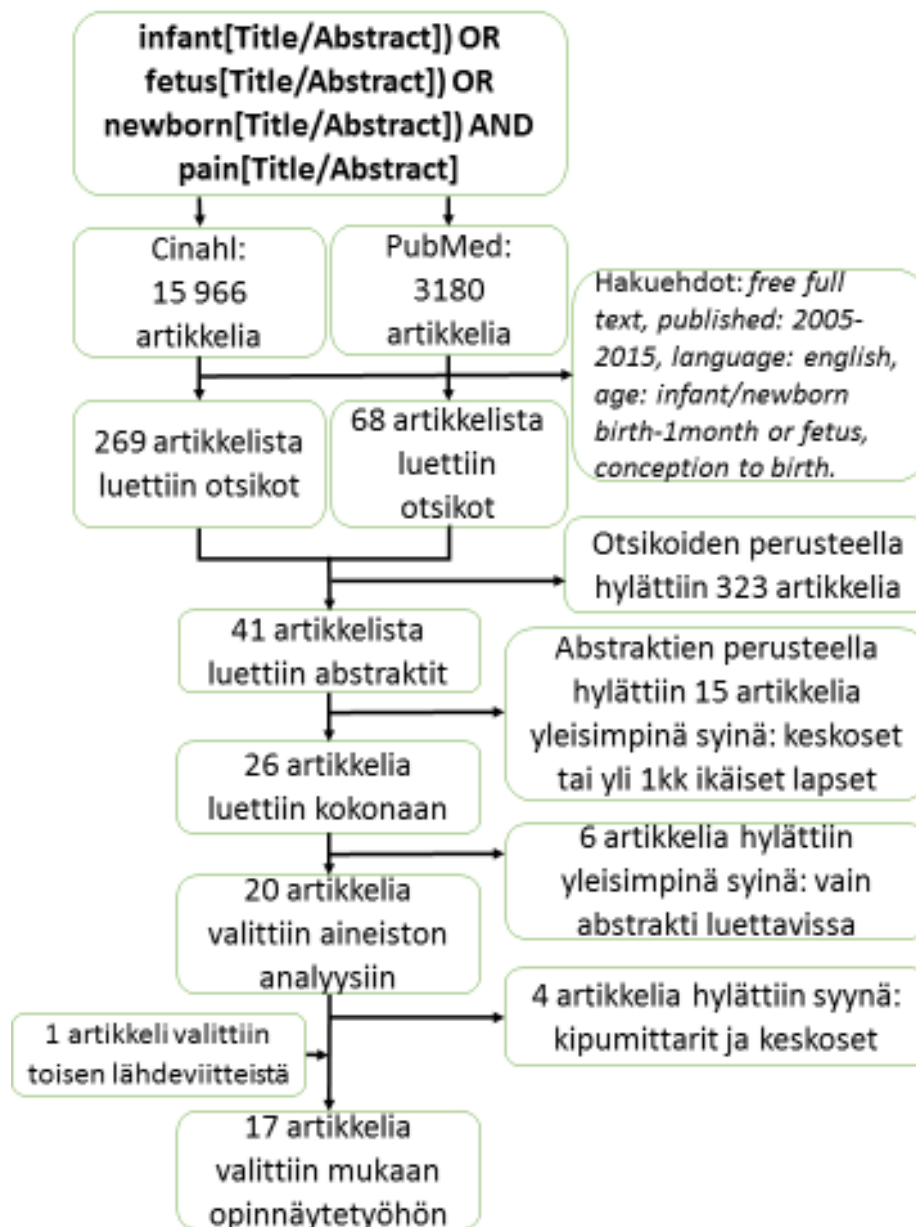 infant[Title/Abstract]) OR
fetus[Title/Abstract]) OR
newborn[Title/Abstract]) AND
pain[Title/Abstract]
Cinahl:
15 966
artikkelia
PubMed:
3180
artikkelia
Hakuehdot: free full
text, published: 2005-
2015, language: english,
age: infant/newborn
birth-1month or fetus,
conception to birth.
269 artikkelista
luettiin otsikot
68 artikkelista
luettiin
otsikot
Otsikoiden perusteella
hylättiin 323 artikkelia
41 artikkelista
luettiin abstraktit
Abstraktien perusteella
hylättiin 15 artikkelia
yleisimpinä syinä: keskoset
tai yli 1kk ikäiset lapset
26 artikkelia
luettiin kokonaan
6 artikkelia hylättiin
yleisimpinä syinä: vain
abstrakti luettavissa
20 artikkelia
valittiin aineiston
analyysiin
4 artikkelia hylättiin syynä:
kipumittarit ja keskoset
1 artikkeli valittiin
toisen lähdeviitteistä
17 artikkelia
valittiin mukaan
opinnäytetyöhön